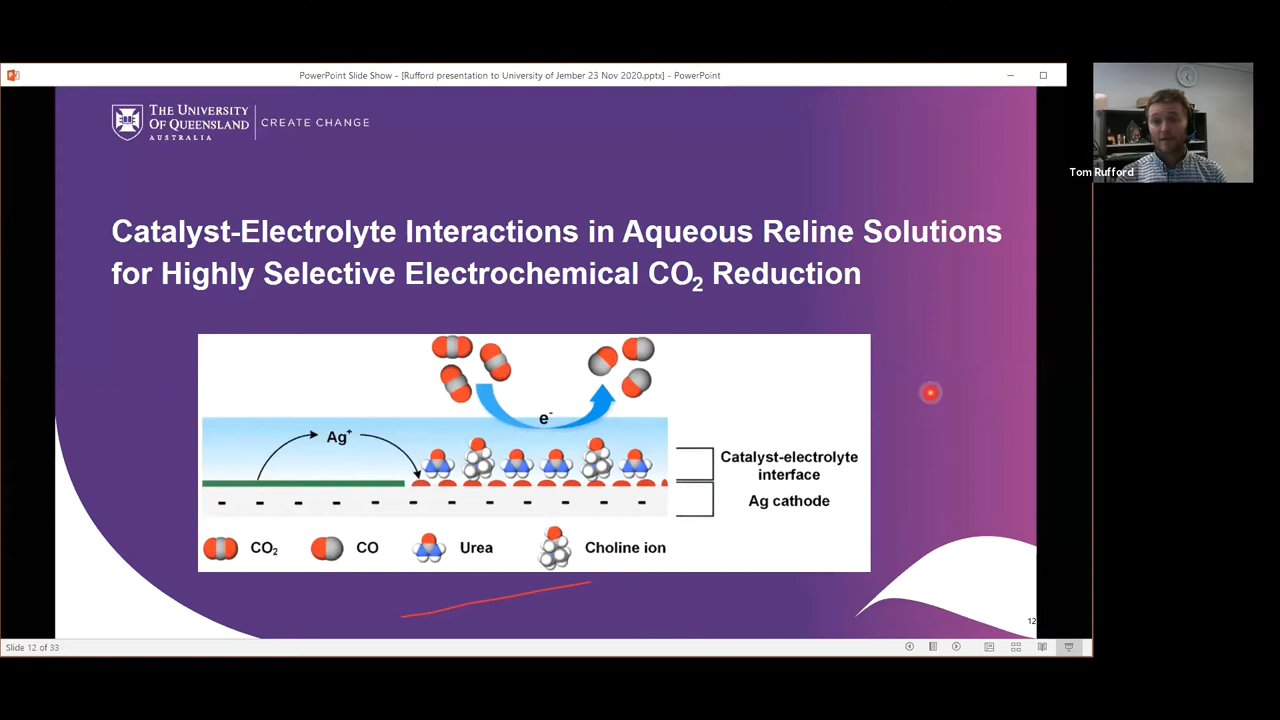 PowerPoint Slide Show - [Rufford presentation to University of Jember 23 Nov 2020.pptx] - PowerPoint
THE UNIVERSITY
OF QUEENSLAND
AUSTRALIA
CREATE CHANGE
Tom Rufford
Catalyst-Electrolyte Interactions in Aqueous Reline Solutions
for Highly Selective Electrochemical CO₂ Reduction
e⁻
Ag⁺
Catalyst-electrolyte
interface
Ag cathode
- - - - - - - - - - - -
CO₂
CO
Urea
Choline ion
12
Slide 12 of 33